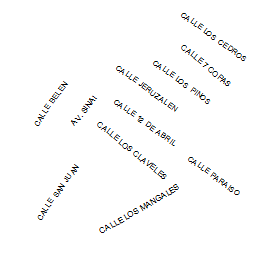 CALLE LOS CEDROS
CALLE 7 COPAS
CALLE LOS PINOS
CALLE JERUZALEN
CALLE BELEN
AV. SINAI
CALLE 12 DE ABRIL
CALLE LOS CLAVELES
CALLE PARAISO
CALLE SAN JUAN
CALLE LOS MANGALES